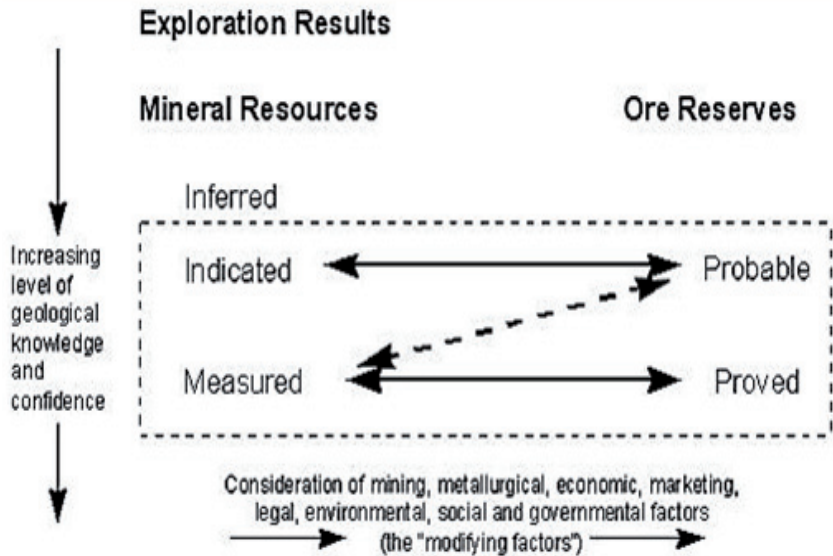 Exploration Results
Mineral Resources
Ore Reserves
Inferred
Increasing
level of
geological
knowledge
and
confidence
Indicated
Probable
Measured
Proved
Consideration of mining, metallurgical, economic, marketing,
legal, environmental, social and governmental factors
(the "modifying factors")